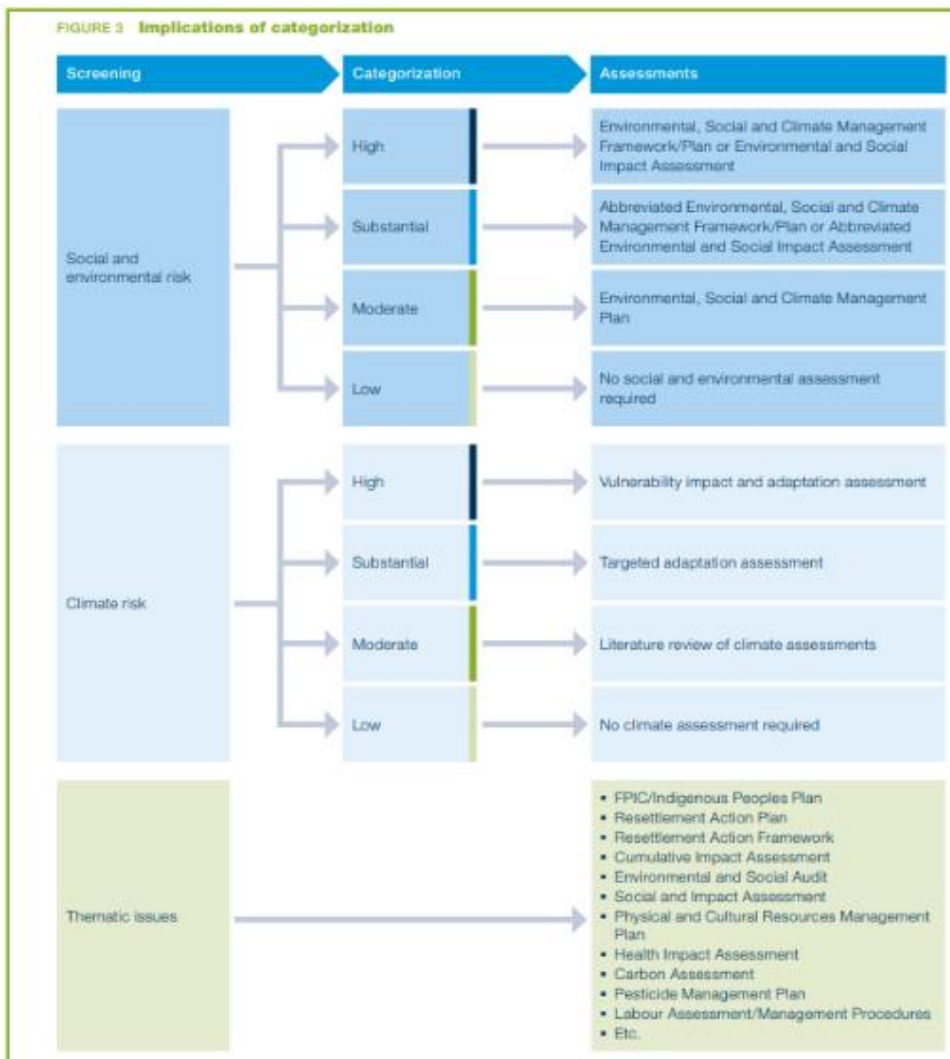 FIGURE 3 Implications of categorization
Screening
Categorization
Assessments
Social and
environmental risk
High
Environmental, Social and Climate Management
Framework/Plan or Environmental and Social
Impact Assessment
Substantial
Abbreviated Environmental, Social and Climate
Management Framework/Plan or Abbreviated
Environmental and Social Impact Assessment
Moderate
Environmental, Social and Climate Management
Plan
Low
No social and environmental assessment
required
Climate risk
High
Vulnerability impact and adaptation assessment
Substantial
Targeted adaptation assessment
Moderate
Literature review of climate assessments
Low
No climate assessment required
Thematic issues
▪ FPIC/Indigenous Peoples Plan
▪ Resettlement Action Plan
▪ Resettlement Action Framework
▪ Cumulative Impact Assessment
▪ Environmental and Social Audit
▪ Social and Impact Assessment
▪ Physical and Cultural Resources Management
Plan
▪ Health Impact Assessment
▪ Carbon Assessment
▪ Pesticide Management Plan
▪ Labour Assessment/Management Procedures
▪ Etc.